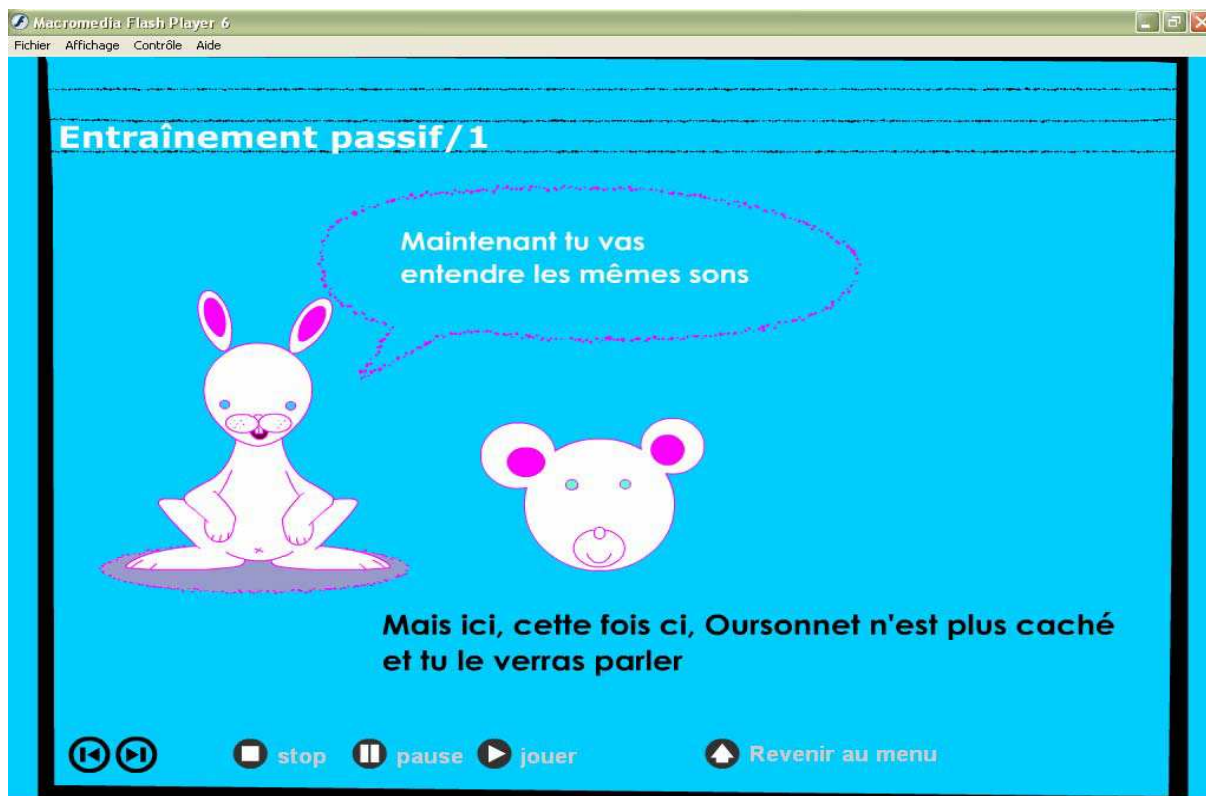 Macromedia Flash Player 6
Fichier Affichage Contrôle Aide
Entraînement passif/1
Maintenant tu vas
entendre les mêmes sons
Mais ici, cette fois ci, Oursonnet n'est plus caché
et tu le verras parler
stop pause jouer Revenir au menu